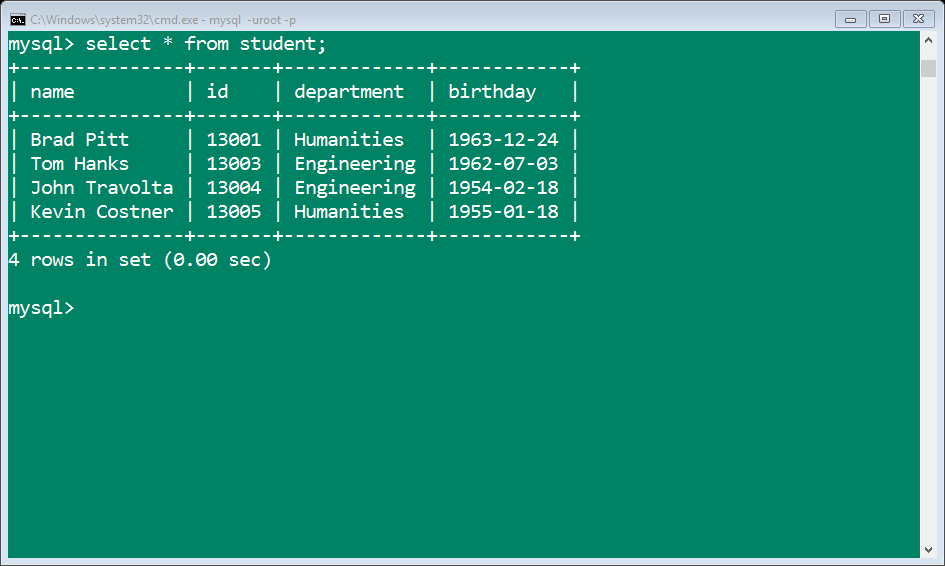 C:\Windows\system32\cmd.exe - mysql  -uroot -p
mysql> select * from student;
+---------------+-------+-------------+------------+
| name          | id    | department  | birthday   |
+---------------+-------+-------------+------------+
| Brad Pitt     | 13001 | Humanities  | 1963-12-24 |
| Tom Hanks     | 13003 | Engineering | 1962-07-03 |
| John Travolta | 13004 | Engineering | 1954-02-18 |
| Kevin Costner | 13005 | Humanities  | 1955-01-18 |
+---------------+-------+-------------+------------+
4 rows in set (0.00 sec)
mysql>